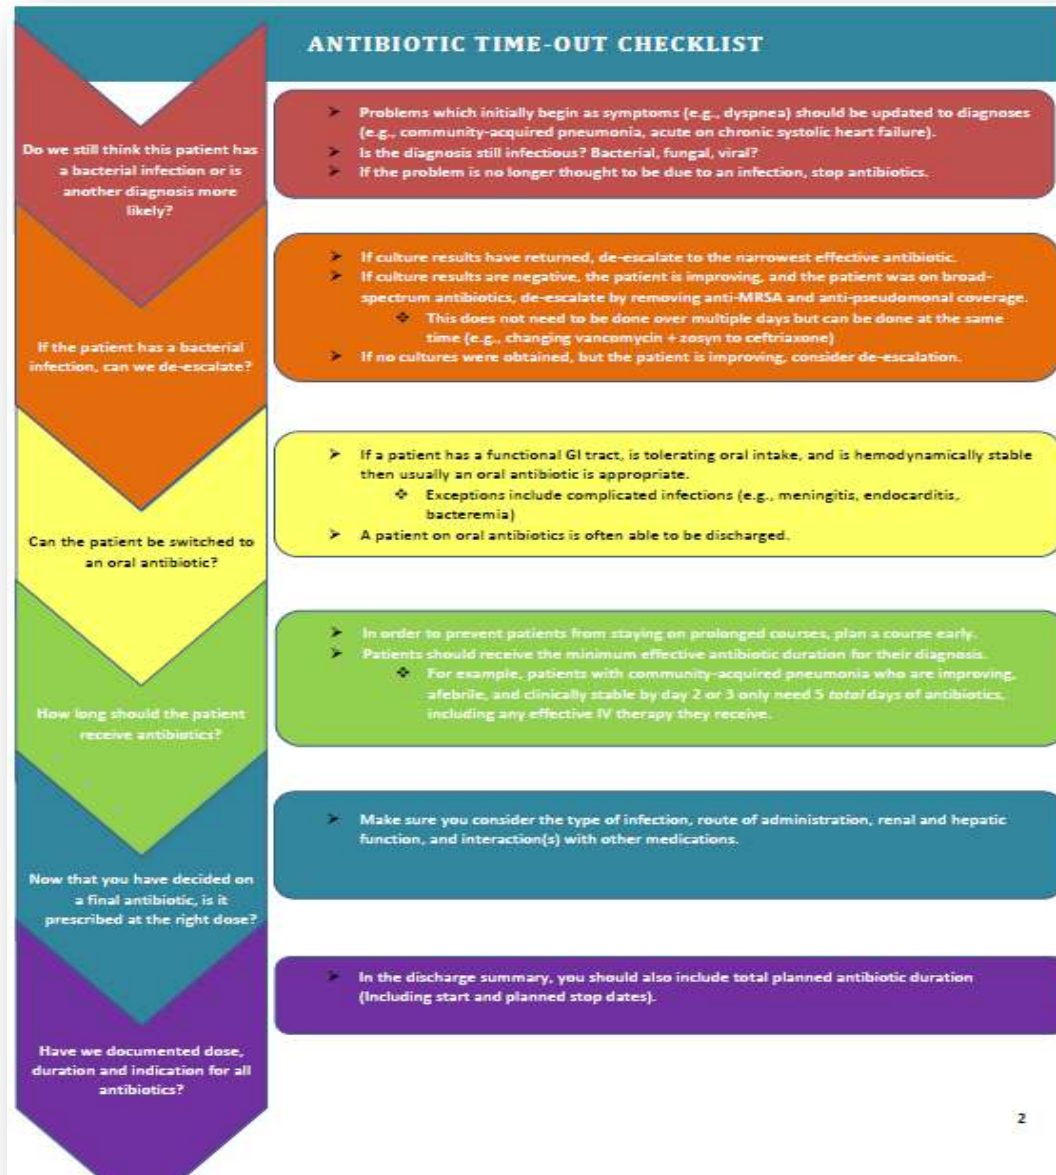 ANTIBIOTIC TIME-OUT CHECKLIST
Do we still think this patient has
a bacterial infection or is
another diagnosis more
likely?
➤ Problems which initially begin as symptoms (e.g., dyspnea) should be updated to diagnoses
(e.g., community-acquired pneumonia, acute on chronic systolic heart failure).
➤ Is the diagnosis still infectious? Bacterial, fungal, viral?
➤ If the problem is no longer thought to be due to an infection, stop antibiotics.
If the patient has a bacterial
infection, can we de-escalate?
➤ If culture results have returned, de-escalate to the narrowest effective antibiotic.
➤ If culture results are negative, the patient is improving, and the patient was on broad-
spectrum antibiotics, de-escalate by removing anti-MRSA and anti-pseudomonal coverage.
❖ This does not need to be done over multiple days but can be done at the same
time (e.g., changing vancomycin + zosyn to ceftriaxone)
➤ If no cultures were obtained, but the patient is improving, consider de-escalation.
Can the patient be switched to
an oral antibiotic?
➤ If a patient has a functional GI tract, is tolerating oral intake, and is hemodynamically stable
then usually an oral antibiotic is appropriate.
❖ Exceptions include complicated infections (e.g., meningitis, endocarditis,
bacteremia)
➤ A patient on oral antibiotics is often able to be discharged.
How long should the patient
receive antibiotics?
➤ In order to prevent patients from staying on prolonged courses, plan a course early.
➤ Patients should receive the minimum effective antibiotic duration for their diagnosis.
❖ For example, patients with community-acquired pneumonia who are improving,
afebrile, and clinically stable by day 2 or 3 only need 5 total days of antibiotics,
including any effective IV therapy they receive.
Now that you have decided on
a final antibiotic, is it
prescribed at the right dose?
➤ Make sure you consider the type of infection, route of administration, renal and hepatic
function, and interaction(s) with other medications.
Have we documented dose,
duration and indication for all
antibiotics?
➤ In the discharge summary, you should also include total planned antibiotic duration
(Including start and planned stop dates).
2